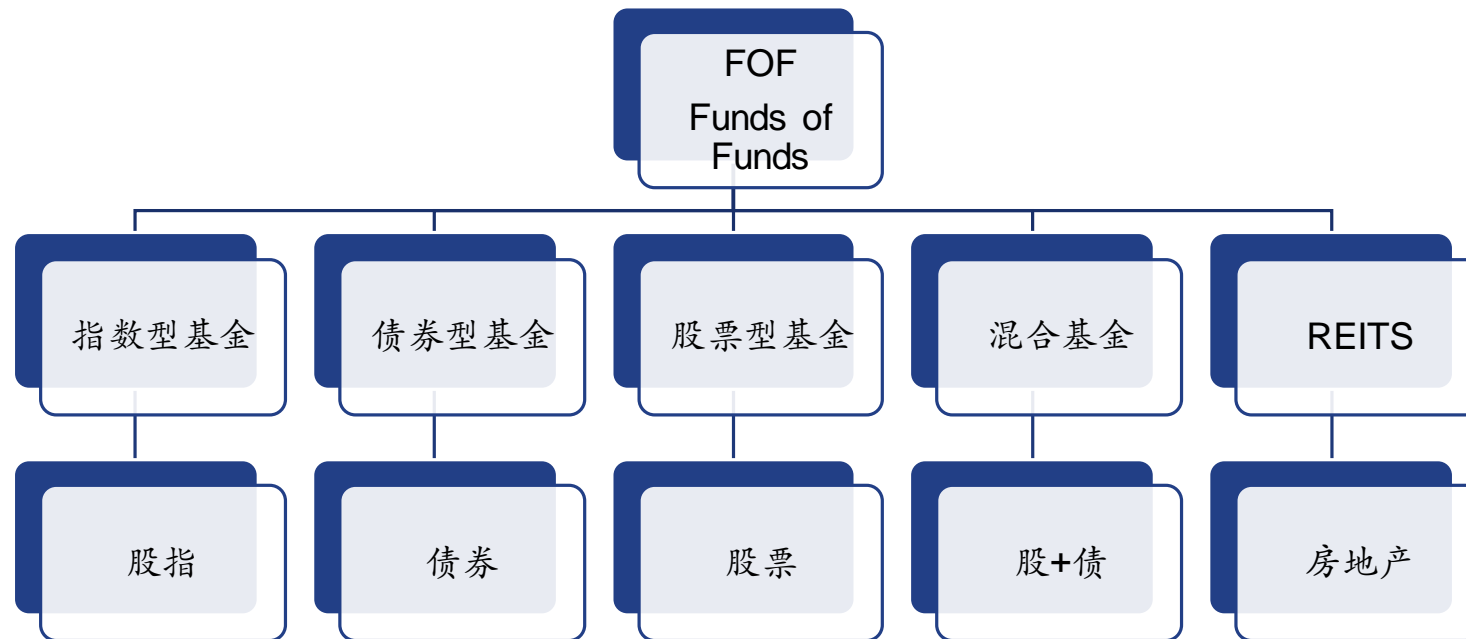 FOF
Funds of
Funds
指数型基金
债券型基金
股票型基金
混合基金
REITS
股指
债券
股票
股+债
房地产